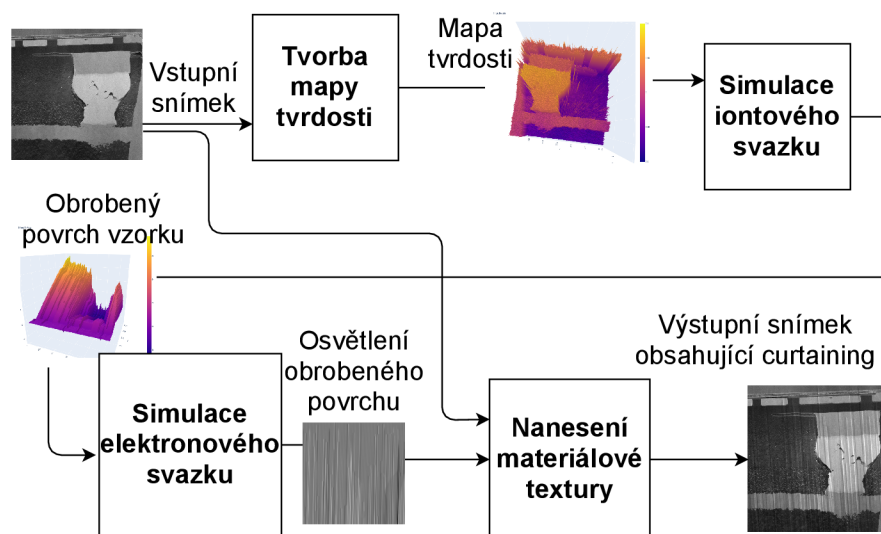 Vstupní
snímek
Tvorba
mapy
tvrdosti
Mapa
tvrdosti
Simulace
iontového
svazku
Obrobený
povrch vzorku
Simulace
elektronového
svazku
Osvětlení
obrobeného
povrchu
Nanesení
materiálové
textury
Výstupní snímek
obsahující curtaining